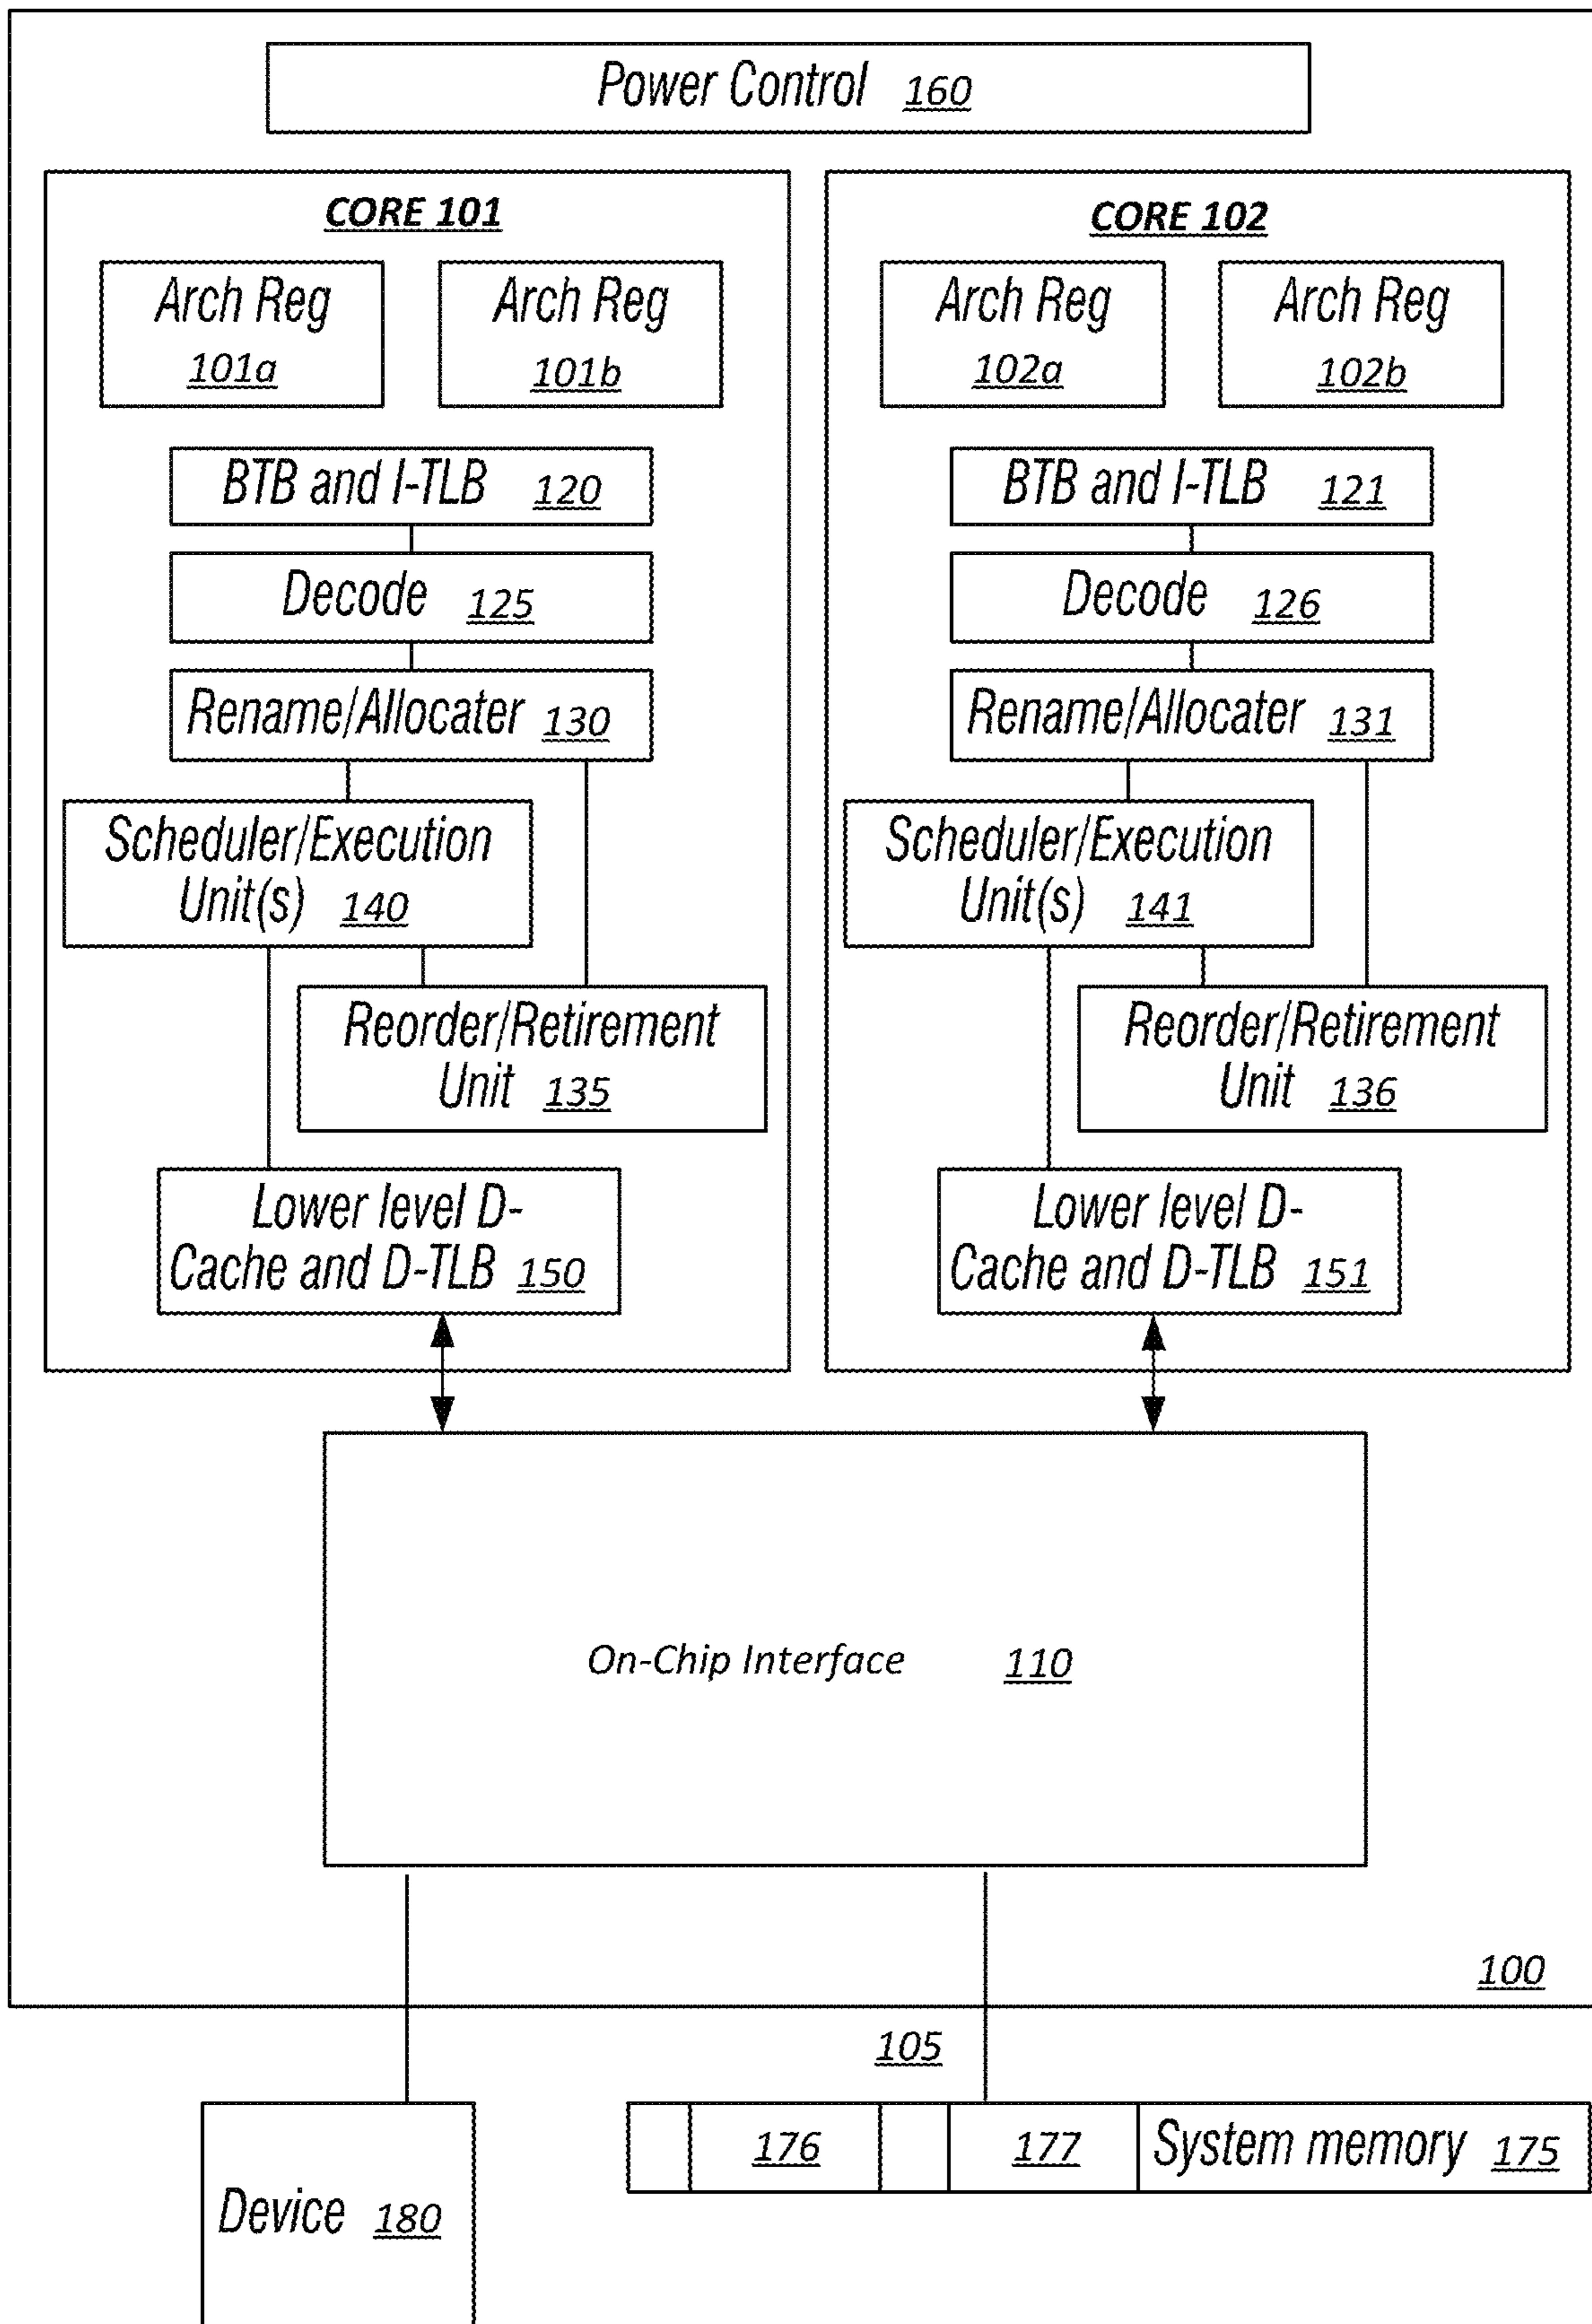 Power Control 160
CORE 101
Arch Reg
101a
Arch Reg
101b
BTB and I-TLB 120
Decode 125
Rename/Allocater 130
Scheduler/Execution
Unit(s) 140
Reorder/Retirement
Unit 135
Lower level D-
Cache and D-TLB 150
CORE 102
Arch Reg
102a
Arch Reg
102b
BTB and I-TLB 121
Decode 126
Rename/Allocater 131
Scheduler/Execution
Unit(s) 141
Reorder/Retirement
Unit 136
Lower level D-
Cache and D-TLB 151
On-Chip Interface 110
100
105
176
177
System memory 175
Device 180